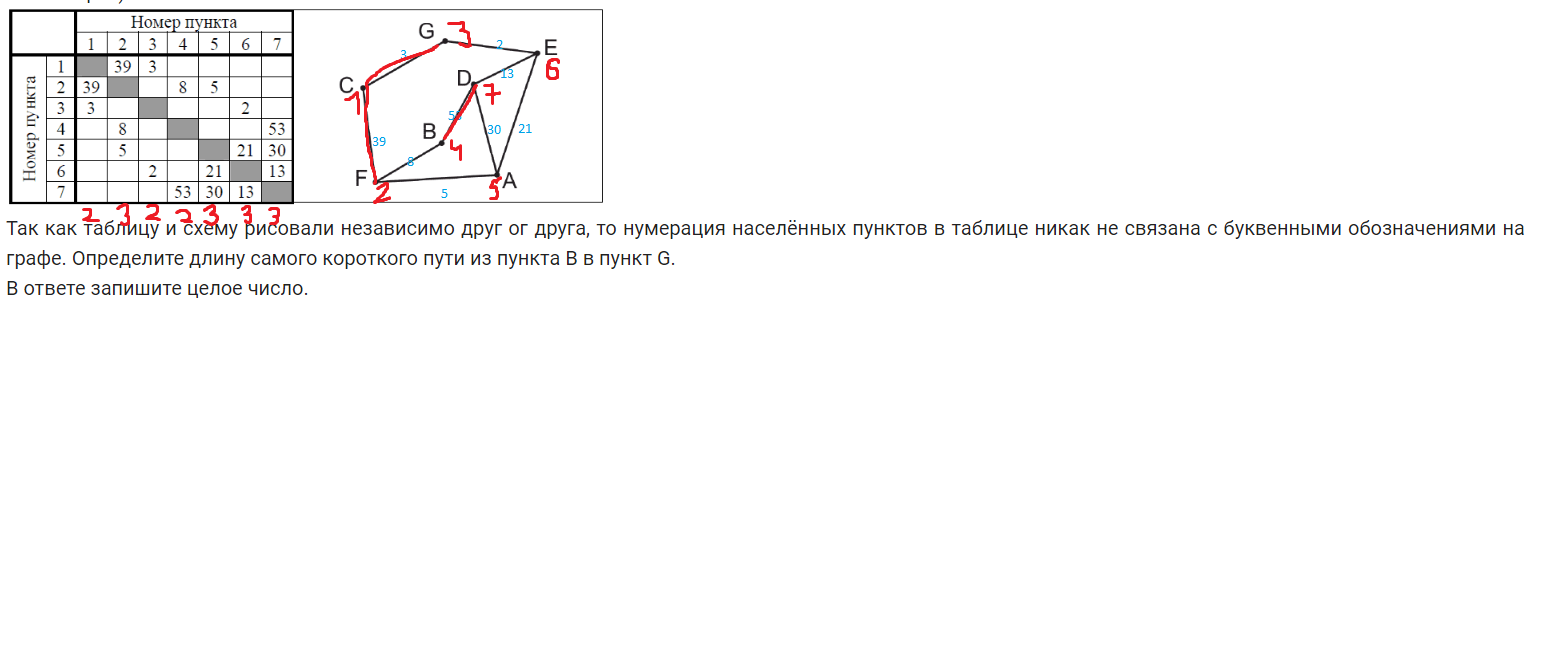 Номер пункта
1 2 3 4 5 6 7
Номер пункта
1 39 3
2 39 8 5
3 3 2
4 8 53
5 5 21 30
6 2 21 13
7 53 30 13
2 3 2 2 3 3 3
G 3
E 6
C 1
D 7
B 4
F 2
A 5
3
2
13
39
8
30
21
5
Так как таблицу и схему рисовали независимо друг ог друга, то нумерация населённых пунктов в таблице никак не связана с буквенными обозначениями на
графе. Определите длину самого короткого пути из пункта B в пункт G.
В ответе запишите целое число.